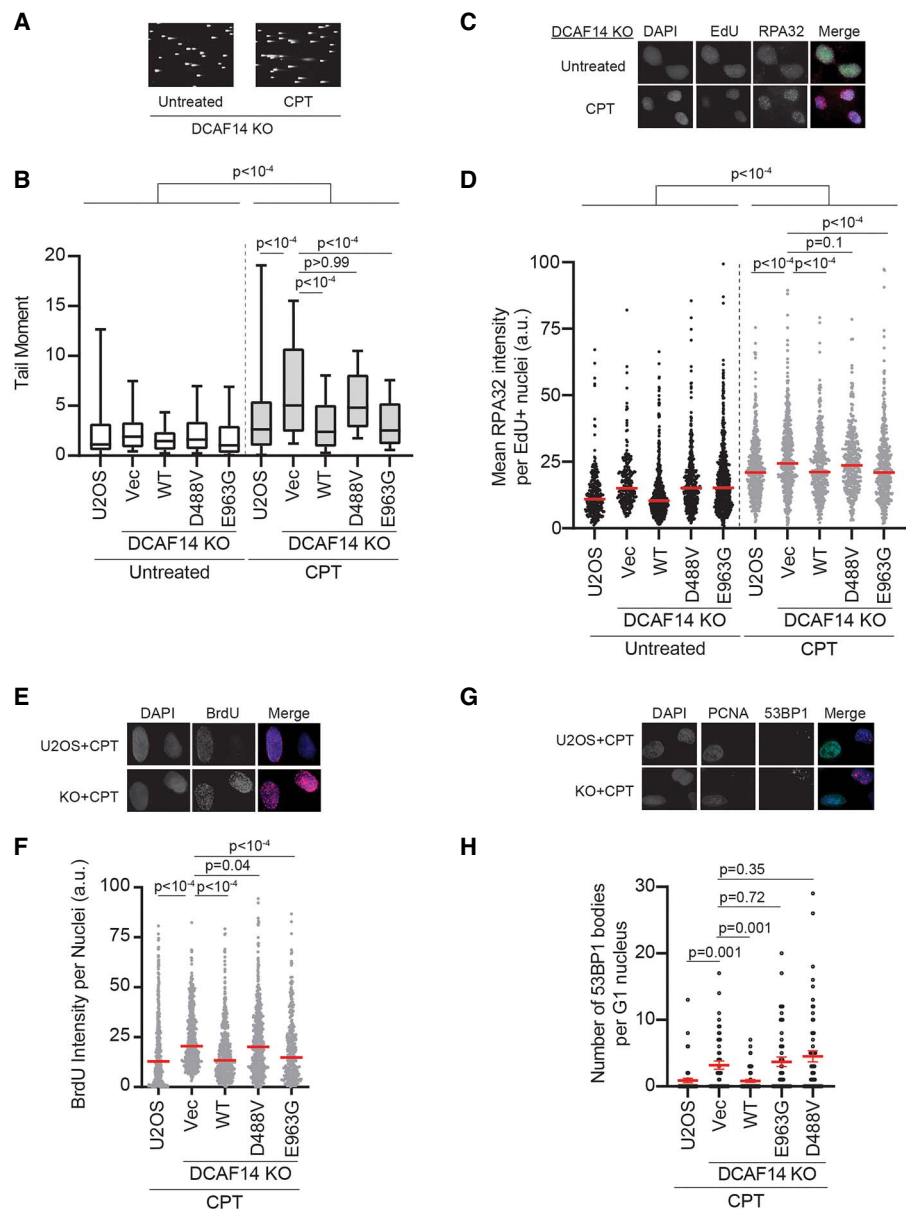 A
Untreated
CPT
DCAF14 KO
B
p<10-4
p<10-4
p<10-4
p>0.99
p<10-4
20
15
10
5
0
Tail Moment
U2OS
Vec
WT
D488V
E963G
U2OS
Vec
WT
D488V
E963G
DCAF14 KO
DCAF14 KO
Untreated
CPT
C
DCAF14 KO
DAPI
EdU
RPA32
Merge
Untreated
CPT
D
p<10-4
p<10-4
p=0.1
p<10-4
p<10-4
100
75
50
25
0
Mean RPA32 intensity
per EdU+ nuclei (a.u.)
U2OS
Vec
WT
D488V
E963G
U2OS
Vec
WT
D488V
E963G
DCAF14 KO
DCAF14 KO
Untreated
CPT
E
DAPI
BrdU
Merge
U2OS+CPT
KO+CPT
F
p<10-4
p=0.04
p<10-4
p<10-4
100
75
50
25
0
BrdU Intensity per Nuclei (a.u.)
U2OS
Vec
WT
D488V
E963G
DCAF14 KO
CPT
G
DAPI
PCNA
53BP1
Merge
U2OS+CPT
KO+CPT
H
p=0.35
p=0.72
p=0.001
p=0.001
30
20
10
0
Number of 53BP1 bodies
per G1 nucleus
U2OS
Vec
WT
E963G
D488V
DCAF14 KO
CPT